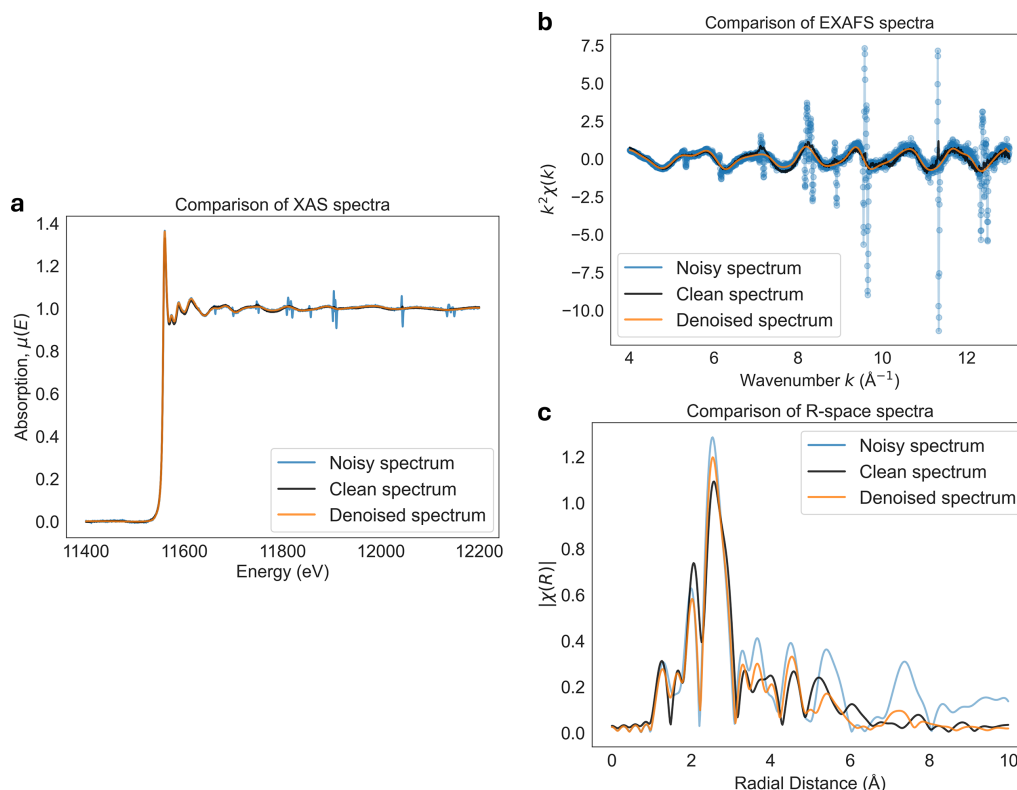 a
Comparison of XAS spectra
Absorption, μ(E)
1.4
1.2
1.0
0.8
0.6
0.4
0.2
0.0
Noisy spectrum
Clean spectrum
Denoised spectrum
11400 11600 11800 12000 12200
Energy (eV)
b
Comparison of EXAFS spectra
k²χ(k)
7.5
5.0
2.5
0.0
−2.5
−5.0
−7.5
−10.0
Noisy spectrum
Clean spectrum
Denoised spectrum
4 6 8 10 12
Wavenumber k (Å⁻¹)
c
Comparison of R-space spectra
|χ(R)|
1.2
1.0
0.8
0.6
0.4
0.2
0.0
Noisy spectrum
Clean spectrum
Denoised spectrum
0 2 4 6 8 10
Radial Distance (Å)